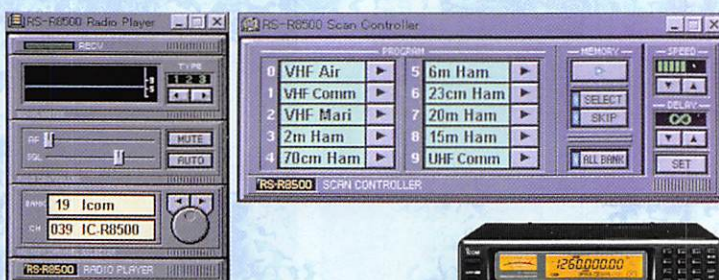 RS-R8500 Radio Player
RECV
TYPE
1 2 3
AF
SQL
MUTE
AUTO
BANK 19 Icom
CH 039 IC-R8500
RS-R8500 RADIO PLAYER
RS-R8500 Scan Controller
PROGRAM
0 VHF Air
1 VHF Comm
2 VHF Mari
3 2m Ham
4 70cm Ham
5 6m Ham
6 23cm Ham
7 20m Ham
8 15m Ham
9 UHF Comm
MEMORY
SELECT
SKIP
ALL BANK
SPEED
DELAY
∞
SET
RS-R8500 SCAN CONTROLLER
1260.000.00